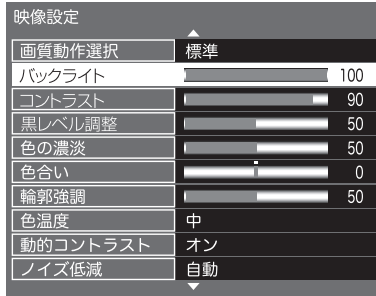 映像設定
画質動作選択 標準
バックライト 100
コントラスト 90
黒レベル調整 50
色の濃淡 50
色合い 0
輪郭強調 50
色温度 中
動的コントラスト オン
ノイズ低減 自動